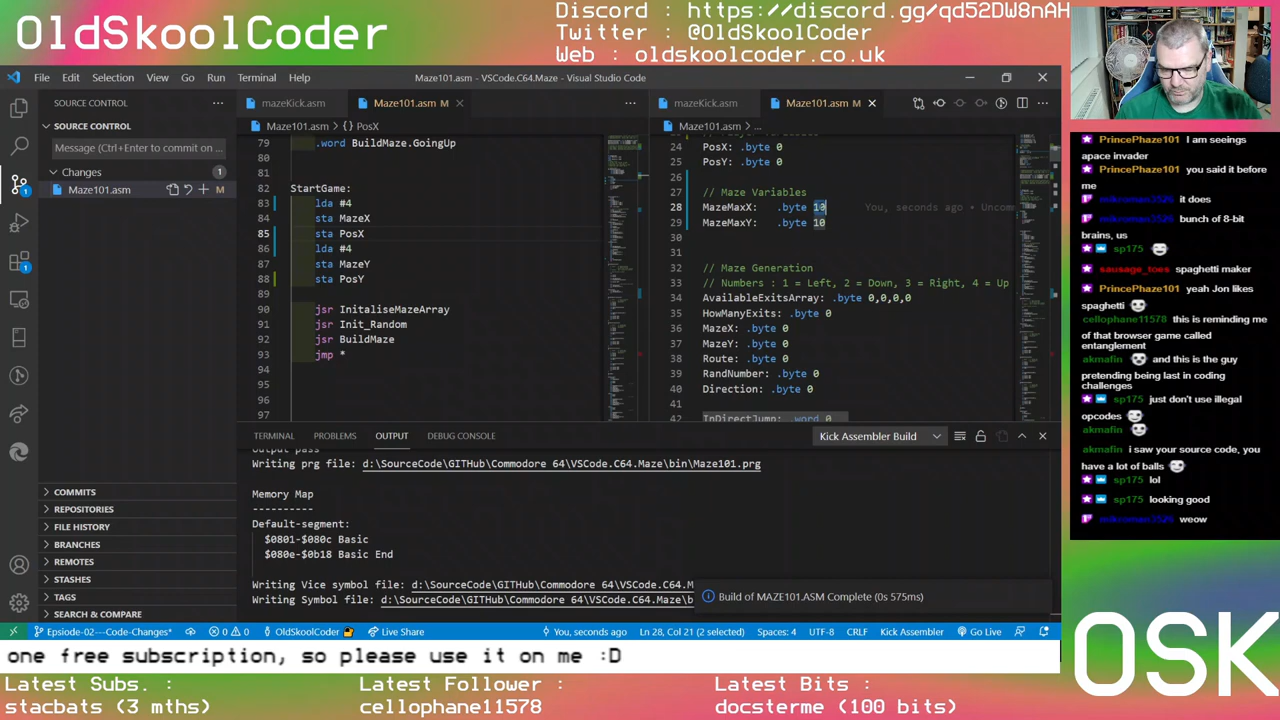 OldSkoolCoder
Discord : https://discord.gg/qd52DW8nAH
Twitter : @OldSkoolCoder
Web : oldskoolcoder.co.uk
File Edit Selection View Go Run Terminal Help
Maze101.asm - VSCode.C64.Maze - Visual Studio Code
SOURCE CONTROL
SOURCE CONTROL
Message (Ctrl+Enter to commit on ...
Changes 1
Maze101.asm M
COMMITS
REPOSITORIES
FILE HISTORY
BRANCHES
REMOTES
STASHES
TAGS
SEARCH & COMPARE
mazeKick.asm Maze101.asm M
Maze101.asm > {} PosX
79 .word BuildMaze.GoingUp
80
81
82 StartGame:
83 lda #4
84 sta MazeX
85 sta PosX
86 lda #4
87 sta MazeY
88 sta PosY
89
90 jsr InitaliseMazeArray
91 jsr Init_Random
92 jsr BuildMaze
93 jmp *
94
95
96
97
mazeKick.asm Maze101.asm M
Maze101.asm > ...
24 PosX: .byte 0
25 PosY: .byte 0
26
27 // Maze Variables
28 MazeMaxX: .byte 10 You, seconds ago • Uncomm
29 MazeMaxY: .byte 10
30
31
32 // Maze Generation
33 // Numbers : 1 = Left, 2 = Down, 3 = Right, 4 = Up
34 AvailableExitsArray: .byte 0,0,0,0
35 HowManyExits: .byte 0
36 MazeX: .byte 0
37 MazeY: .byte 0
38 Route: .byte 0
39 RandNumber: .byte 0
40 Direction: .byte 0
41
42 InDirectJump: .word 0
TERMINAL PROBLEMS OUTPUT DEBUG CONSOLE
Kick Assembler Build
Output pass
Writing prg file: d:\SourceCode\GITHub\Commodore 64\VSCode.C64.Maze\bin\Maze101.prg
Memory Map
----------
Default-segment:
$0801-$080c Basic
$080e-$0b18 Basic End
Writing Vice symbol file: d:\SourceCode\GITHub\Commodore 64\VSCode.C64.M
Writing Symbol file: d:\SourceCode\GITHub\Commodore 64\VSCode.C64.Maze\b
Build of MAZE101.ASM Complete (0s 575ms)
Epsiode-02---Code-Changes* 0 0 OldSkoolCoder Live Share You, seconds ago Ln 28, Col 21 (2 selected) Spaces: 4 UTF-8 CRLF Kick Assembler Go Live
PrincePhaze101 I am seeings
apace invader
PrincePhaze101 you said it before
me
it does
bunch of 8-bit
brains, us
sp175
sausage_toes spaghetti maker
PrincePhaze101 yeah Jon likes
spaghetti
cellophane11578 this is reminding me
of that browser game called
entanglement
akmafin and this is the guy
pretending being last in coding
challenges
sp175 just don't use illegal
opcodes
akmafin
akmafin i saw your source code, you
have a lot of balls
sp175 lol
sp175 looking good
weow
one free subscription, so please use it on me :D
OSK
Latest Subs. :
stacbats (3 mths)
Latest Follower :
cellophane11578
Latest Bits :
docsterme (100 bits)